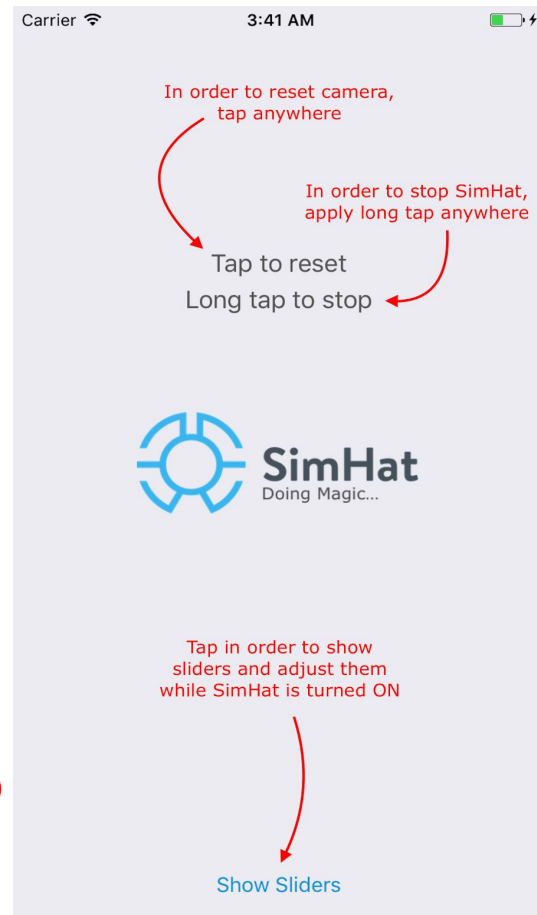 Carrier 3:41 AM
In order to reset camera,
tap anywhere
In order to stop SimHat,
apply long tap anywhere
Tap to reset
Long tap to stop
SimHat
Doing Magic...
Tap in order to show
sliders and adjust them
while SimHat is turned ON
Show Sliders